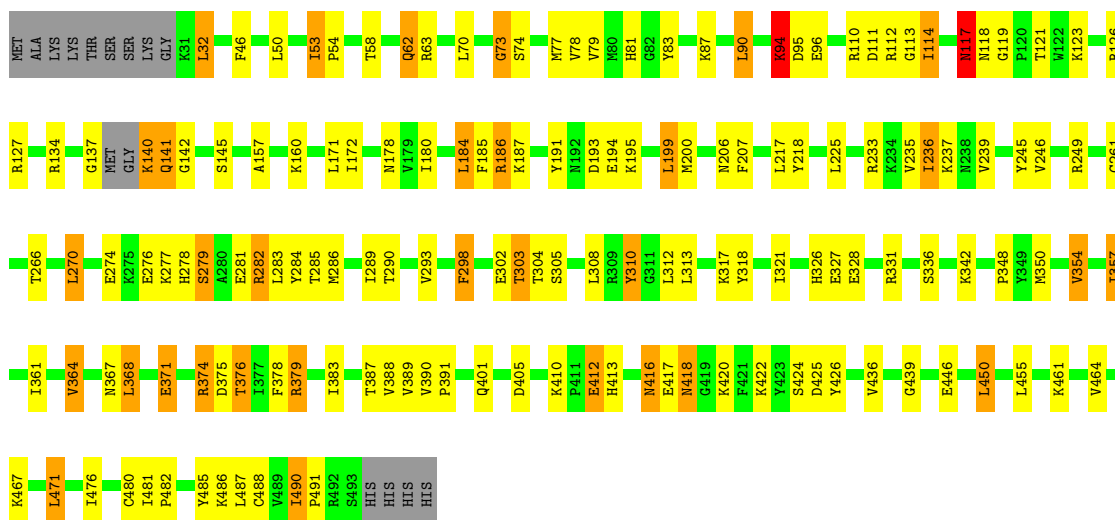 MET ALA LYS LYS THR SER SER LYS GLY K31 L32 F46 L50 I53 P54 T58 Q62 R63 L70 G73 S74 M77 V78 V79 M80 H81 G82 Y83 K87 L90 K94 D95 E96 R110 D111 R112 G113 I114 N117 N118 G119 P120 T121 W122 K123
R127 R134 G137 MET GLY K140 Q141 G142 S145 A157 K160 L171 I172 N178 V179 I180 L184 F185 R186 K187 Y191 N192 D193 E194 K195 L199 M200 N206 F207 L217 Y218 L225 R233 K234 V235 I236 K237 N238 V239 Y245 V246 R249
T266 L270 E274 K275 E276 K277 H278 S279 A280 E281 R282 L283 Y284 T285 M286 I289 T290 V293 F298 E302 T303 T304 S305 L308 R309 Y310 G311 L312 L313 K317 Y318 I321 H326 E327 E328 R331 S336 K342 P348 Y349 M350 V354
I361 V364 N367 L368 E371 R374 D375 T376 I377 F378 R379 I383 T387 V388 V389 V390 P391 Q401 D405 K410 P411 E412 H413 N416 E417 N418 G419 K420 F421 K422 Y423 S424 D425 Y426 V436 G439 E446 L450 L455 K461 V464
K467 L471 I476 C480 I481 P482 Y485 K486 L487 C488 V489 I490 P491 R492 S493 HIS HIS HIS HIS